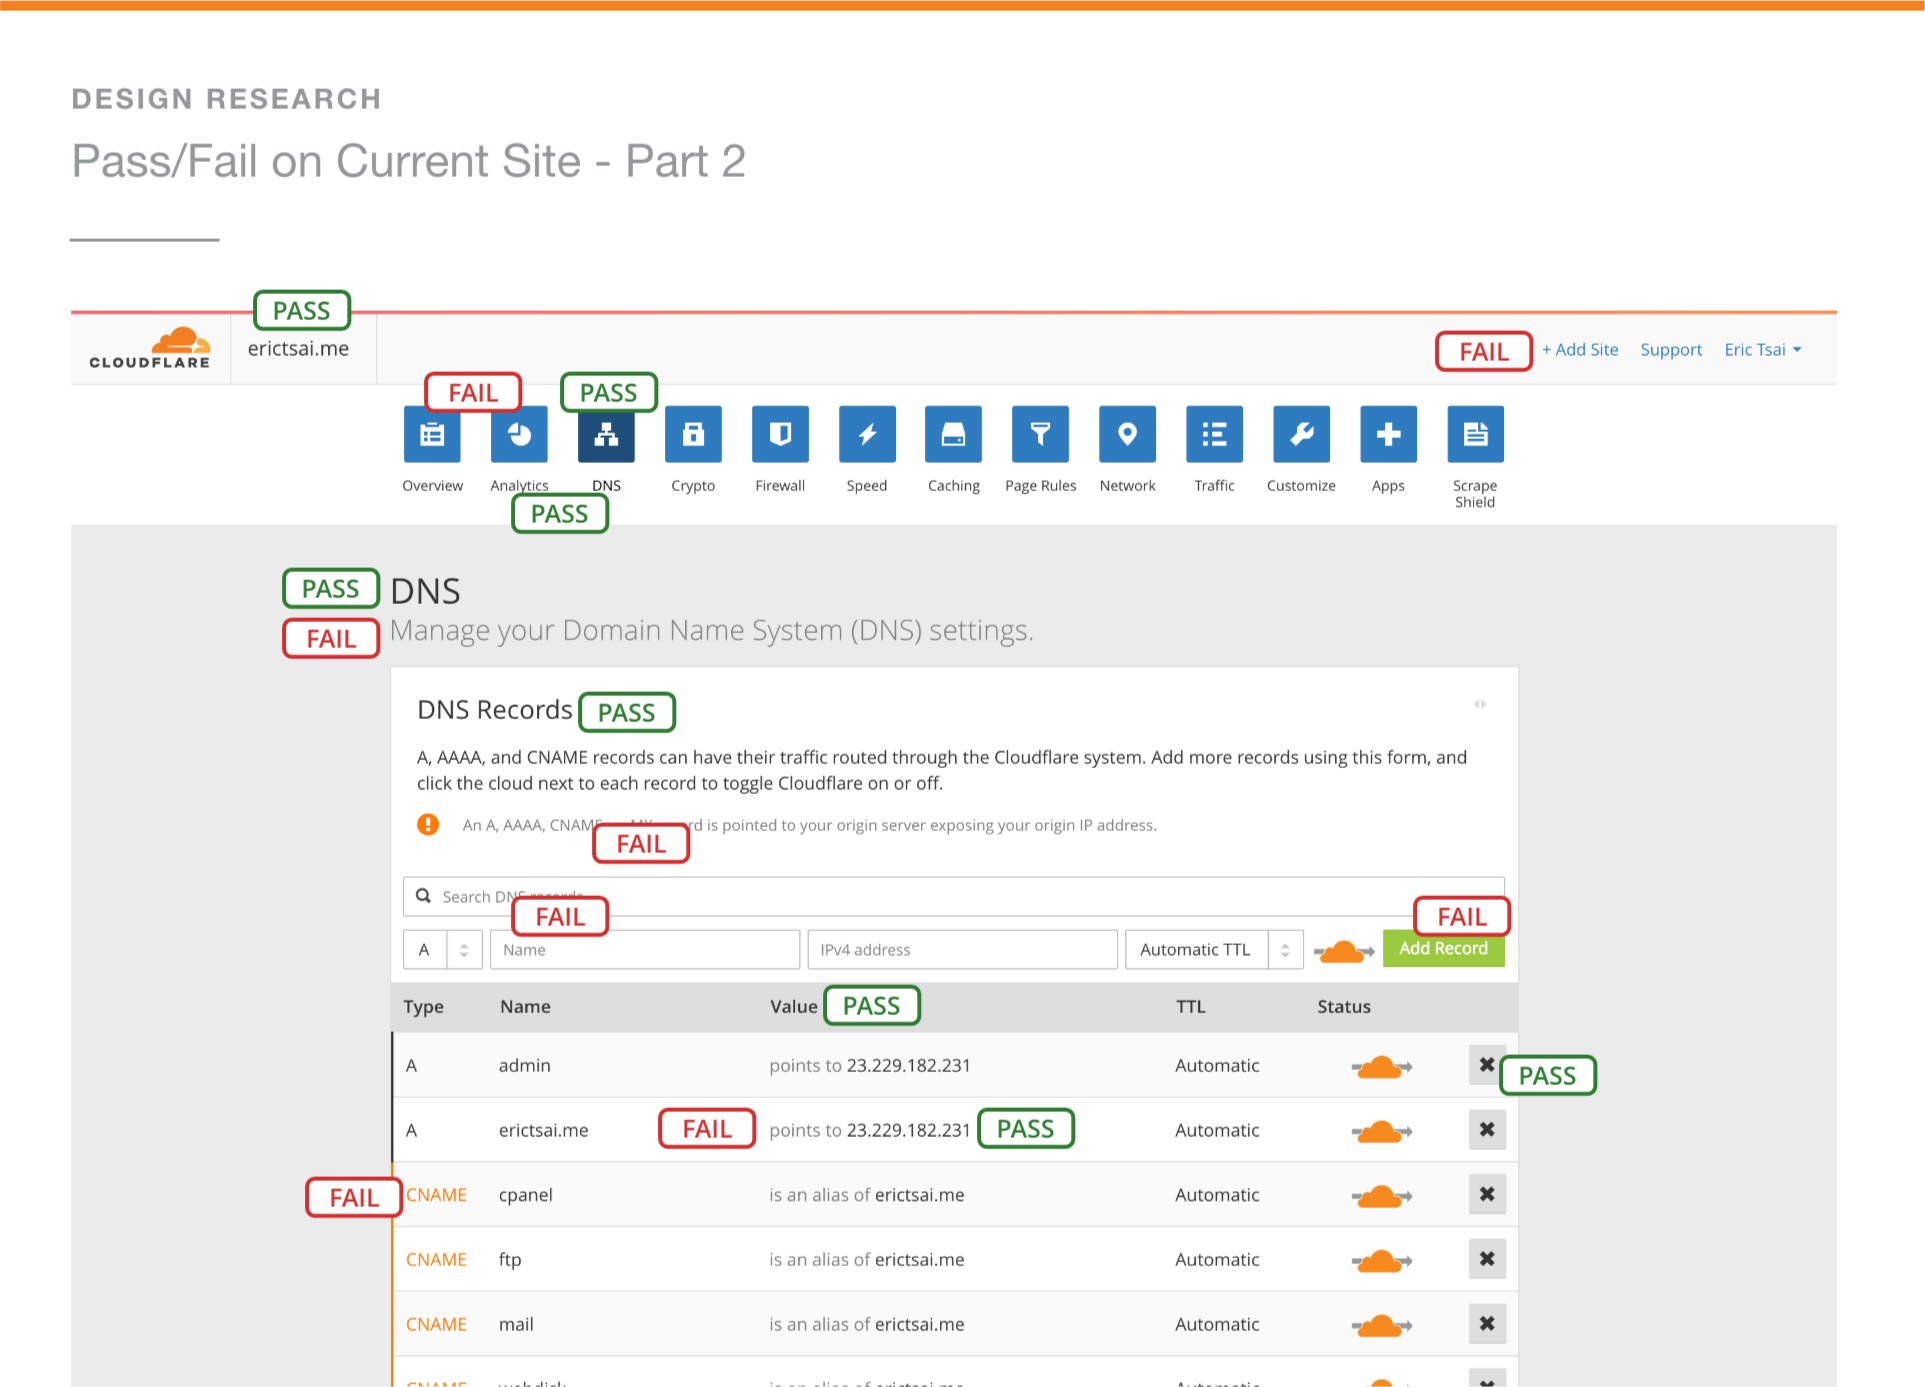 DESIGN RESEARCH
Pass/Fail on Current Site - Part 2
PASS
CLOUDFLARE
erictsai.me
FAIL
+ Add Site
Support
Eric Tsai
FAIL
PASS
Overview
Analytics
DNS
Crypto
Firewall
Speed
Caching
Page Rules
Network
Traffic
Customize
Apps
Scrape
Shield
PASS
PASS
DNS
FAIL
Manage your Domain Name System (DNS) settings.
DNS Records
PASS
A, AAAA, and CNAME records can have their traffic routed through the Cloudflare system. Add more records using this form, and
click the cloud next to each record to toggle Cloudflare on or off.
An A, AAAA, CNAME is pointed to your origin server exposing your origin IP address.
FAIL
Search DNS records
FAIL
FAIL
A
Name
IPv4 address
Automatic TTL
Add Record
Type Name Value PASS TTL Status
A admin points to 23.229.182.231 Automatic
PASS
A erictsai.me FAIL points to 23.229.182.231 PASS Automatic
FAIL CNAME cpanel is an alias of erictsai.me Automatic
CNAME ftp is an alias of erictsai.me Automatic
CNAME mail is an alias of erictsai.me Automatic